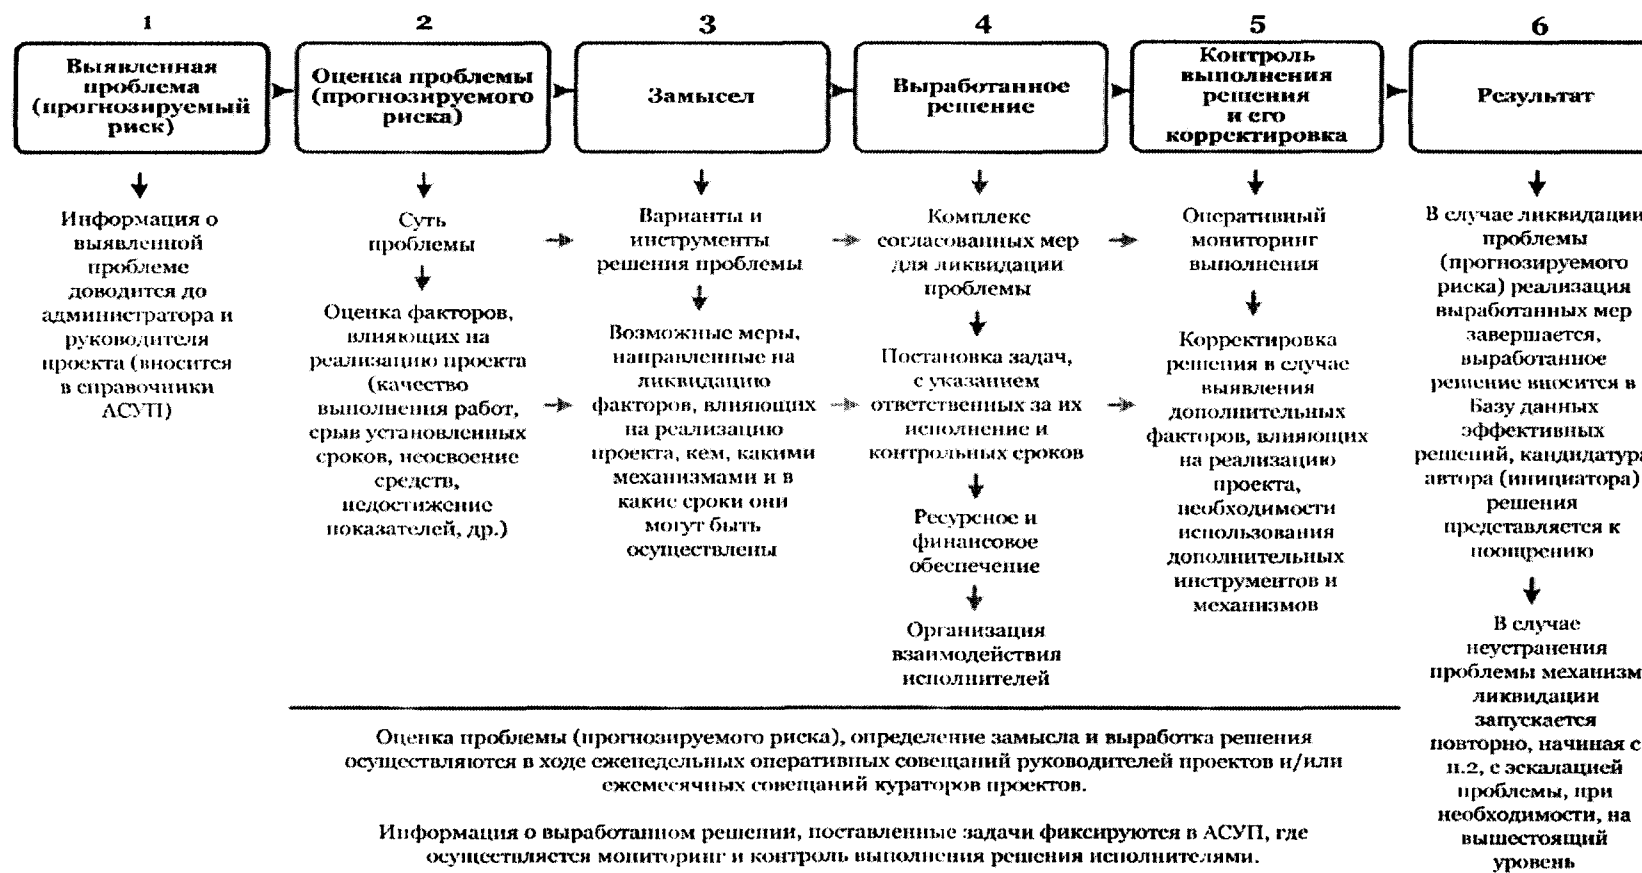 1
Выявленная
проблема
(прогнозируемый
риск)
Информация о
выявленной
проблеме
доводится до
администратора и
руководителя
проекта (вносится
в справочники
АСУП)
2
Оценка проблемы
(прогнозируемого
риска)
Суть
проблемы
Оценка факторов,
влияющих на
реализацию проекта
(качество
выполнения работ,
срыв установленных
сроков, неосвоение
средств,
недостижение
показателей, др.)
3
Замысел
Варианты и
инструменты
решения проблемы
Возможные меры,
направленные на
ликвидацию
факторов, влияющих
на реализацию
проекта, кем, какими
механизмами и в
какие сроки они
могут быть
осуществлены
4
Выработанное
решение
Комплекс
согласованных мер
для ликвидации
проблемы
Постановка задач,
с указанием
ответственных за их
исполнение и
контрольных сроков
Ресурсное и
финансовое
обеспечение
Организация
взаимодействия
исполнителей
5
Контроль
выполнения
решения
и его
корректировка
Оперативный
мониторинг
выполнения
Корректировка
решения в случае
выявления
дополнительных
факторов, влияющих
на реализацию
проекта,
необходимости
использования
дополнительных
инструментов и
механизмов
6
Результат
В случае ликвидации
проблемы
(прогнозируемого
риска) реализация
выработанных мер
завершается,
выработанное
решение вносится в
Базу данных
эффективных
решений, кандидатура
автора (инициатора)
решения
представляется к
поощрению
В случае
неустранения
проблемы механизм
ликвидации
запускается
повторно, начиная с
п.2, с эскалацией
проблемы, при
необходимости, на
вышестоящий
уровень
Оценка проблемы (прогнозируемого риска), определение замысла и выработка решения
осуществляются в ходе еженедельных оперативных совещаний руководителей проектов и/или
ежемесячных совещаний кураторов проектов.
Информация о выработанном решении, поставленные задачи фиксируются в АСУП, где
осуществляется мониторинг и контроль выполнения решения исполнителями.